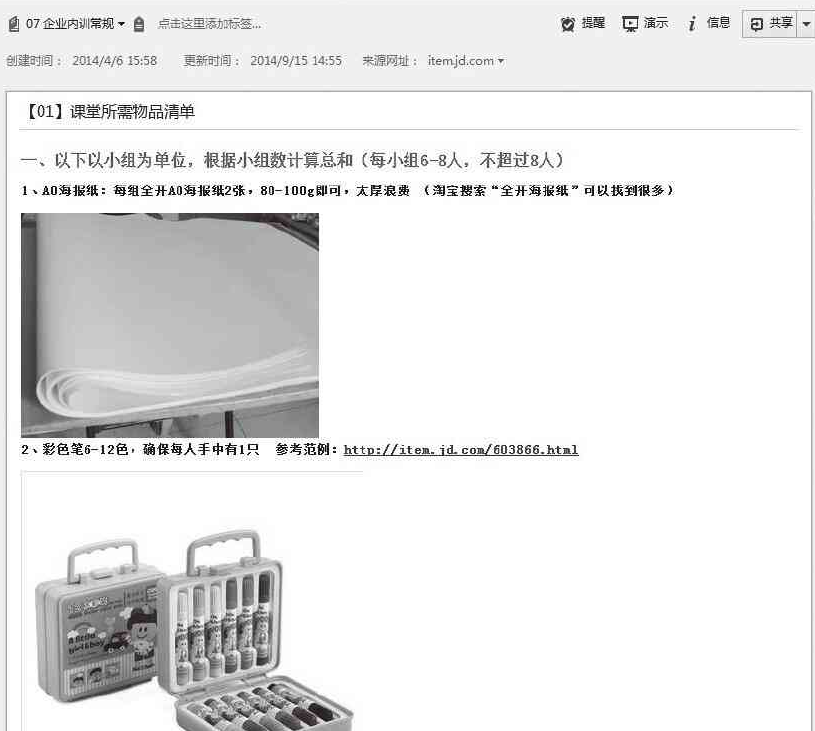 07 企业内训常规 点击这里添加标签... 提醒 演示 信息 共享
创建时间： 2014/4/6 15:58 更新时间： 2014/9/15 14:55 来源网址： item.jd.com
【01】课堂所需物品清单
一、以下以小组为单位，根据小组数计算总和（每小组6-8人，不超过8人）
1、A0海报纸：每组全开A0海报纸2张，80-100g即可，太厚浪费 （淘宝搜索“全开海报纸”可以找到很多）
2、彩色笔6-12色，确保每人手中有1只 参考范例：http://item.jd.com/603866.html